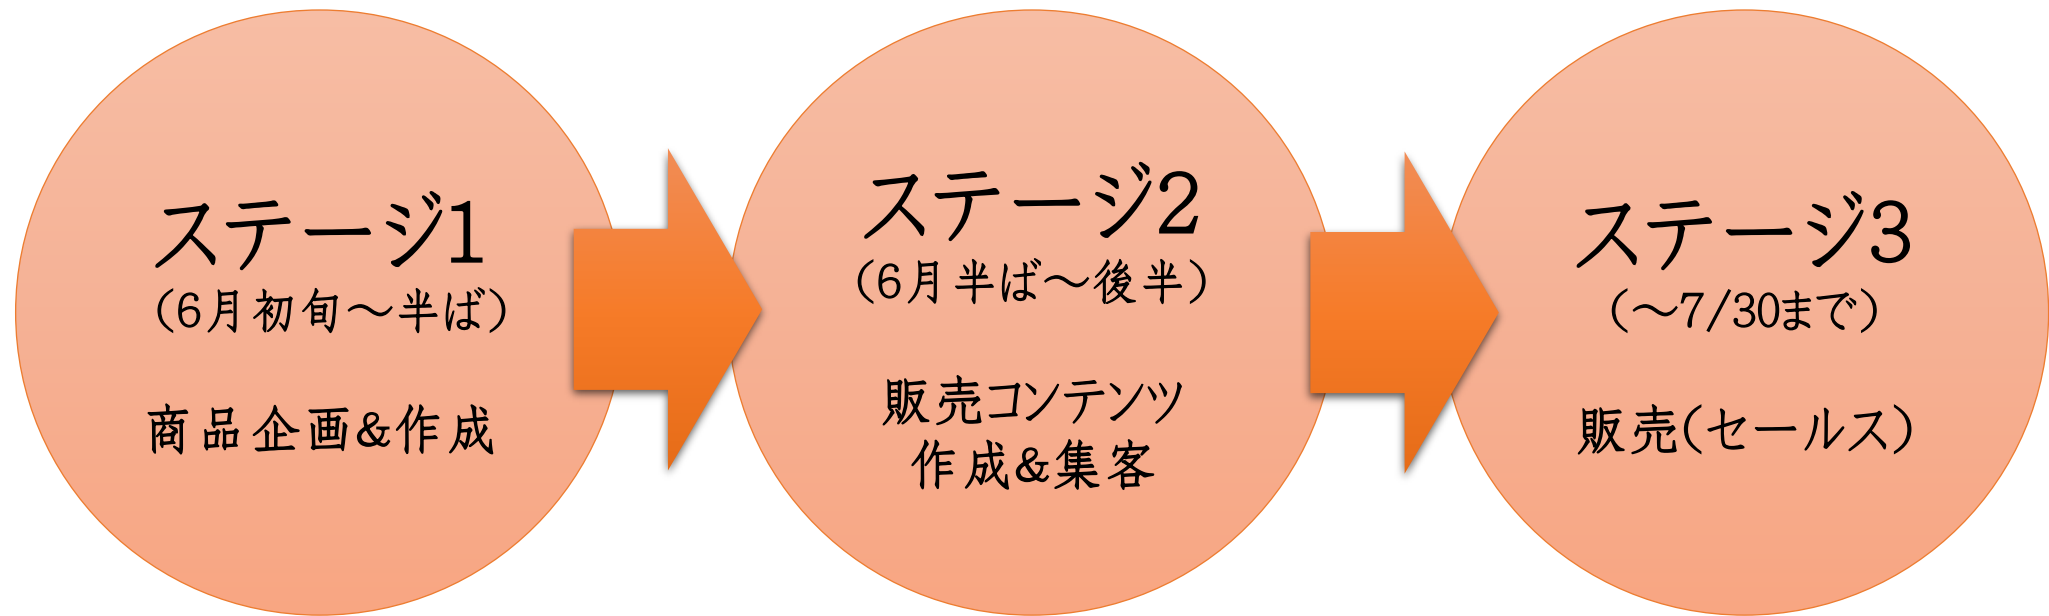 ステージ1
（6月初旬～半ば）
商品企画&作成
ステージ2
（6月半ば～後半）
販売コンテンツ
作成&集客
ステージ3
（～7/30まで）
販売（セールス）